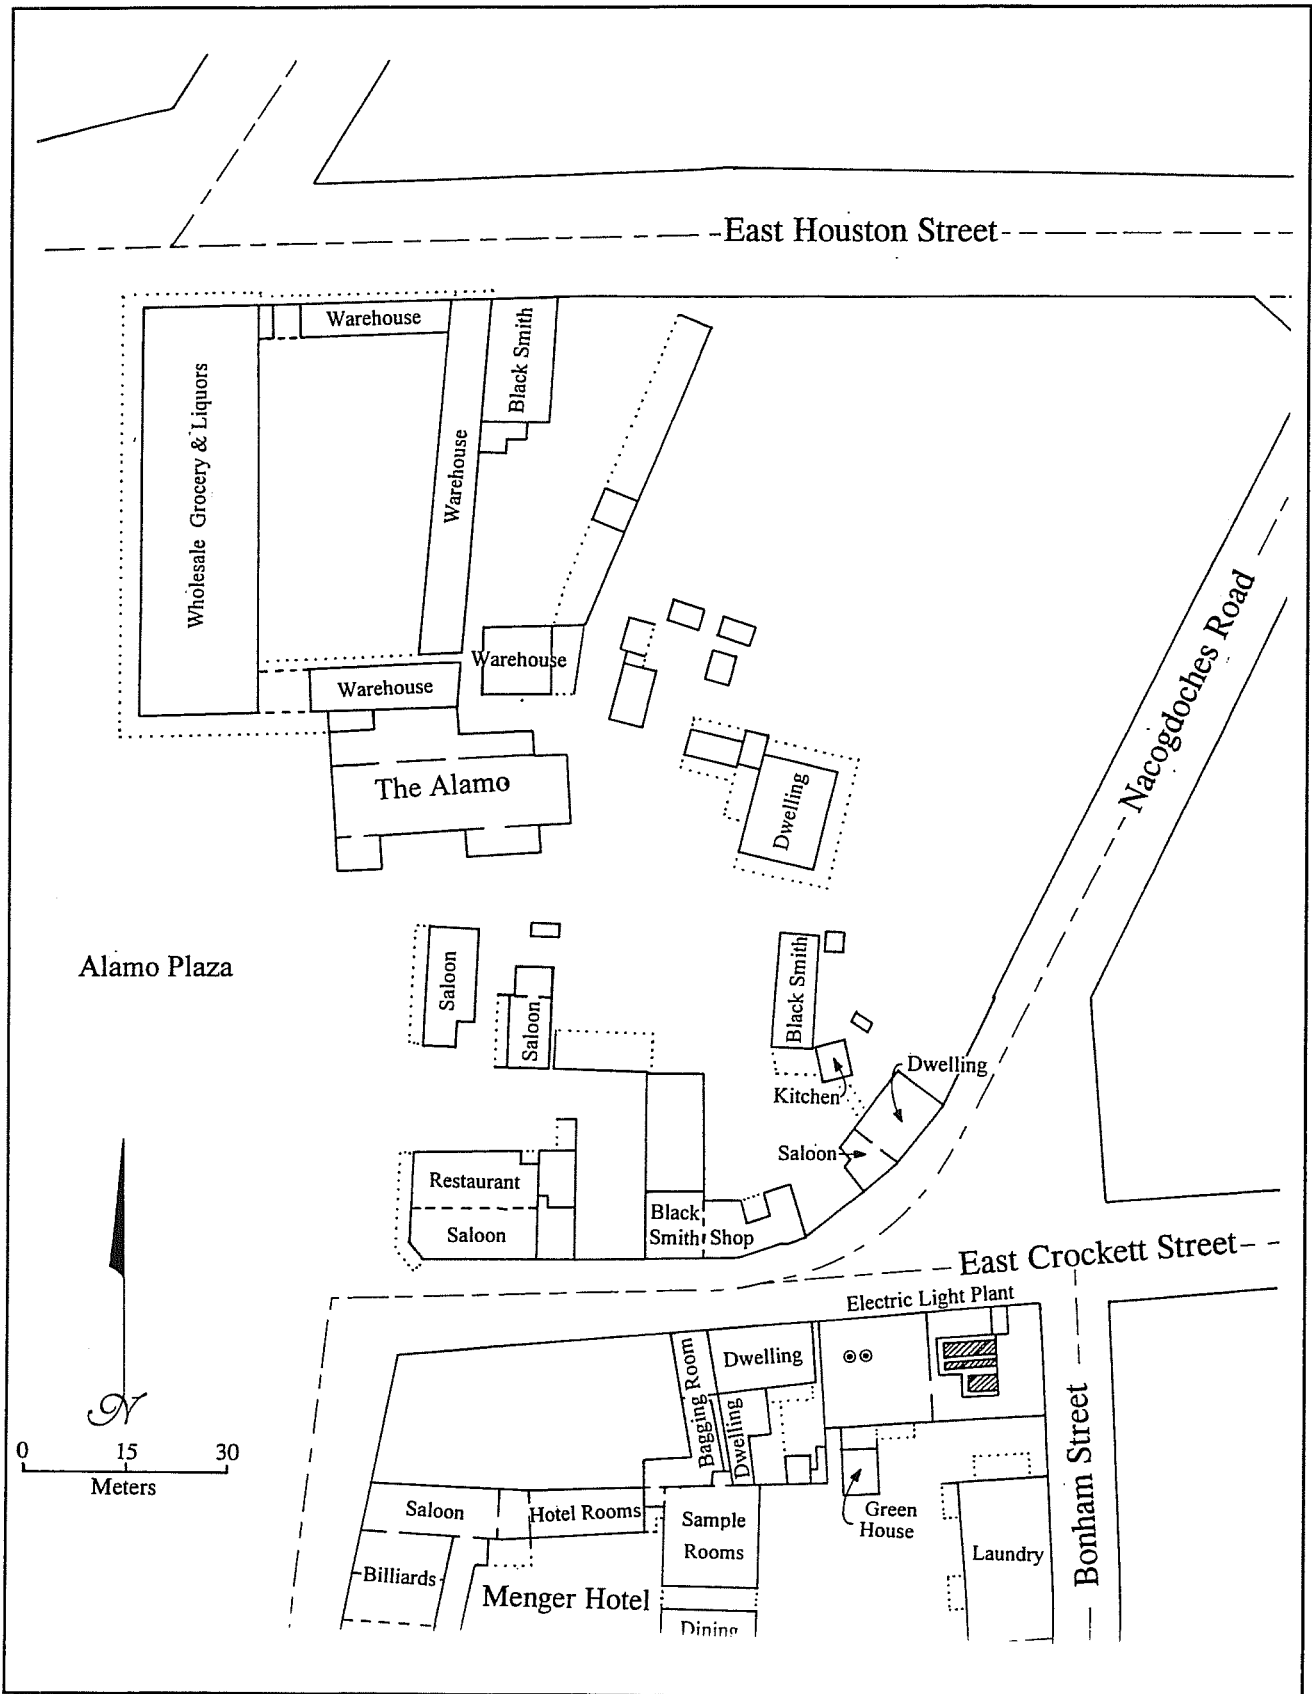 East Houston Street
Warehouse
Black Smith
Wholesale Grocery & Liquors
Warehouse
Nacogdoches Road
Warehouse
Warehouse
The Alamo
Dwelling
Alamo Plaza
Saloon
Black Smith
Saloon
Dwelling
Kitchen
Saloon
Restaurant
Saloon
Black
Smith Shop
East Crockett Street
Electric Light Plant
Bagging Room
Dwelling
Dwelling
N
0 15 30
Meters
Bonham Street
Saloon
Hotel Rooms
Sample
Rooms
Green
House
Laundry
Billiards
Menger Hotel
Dining